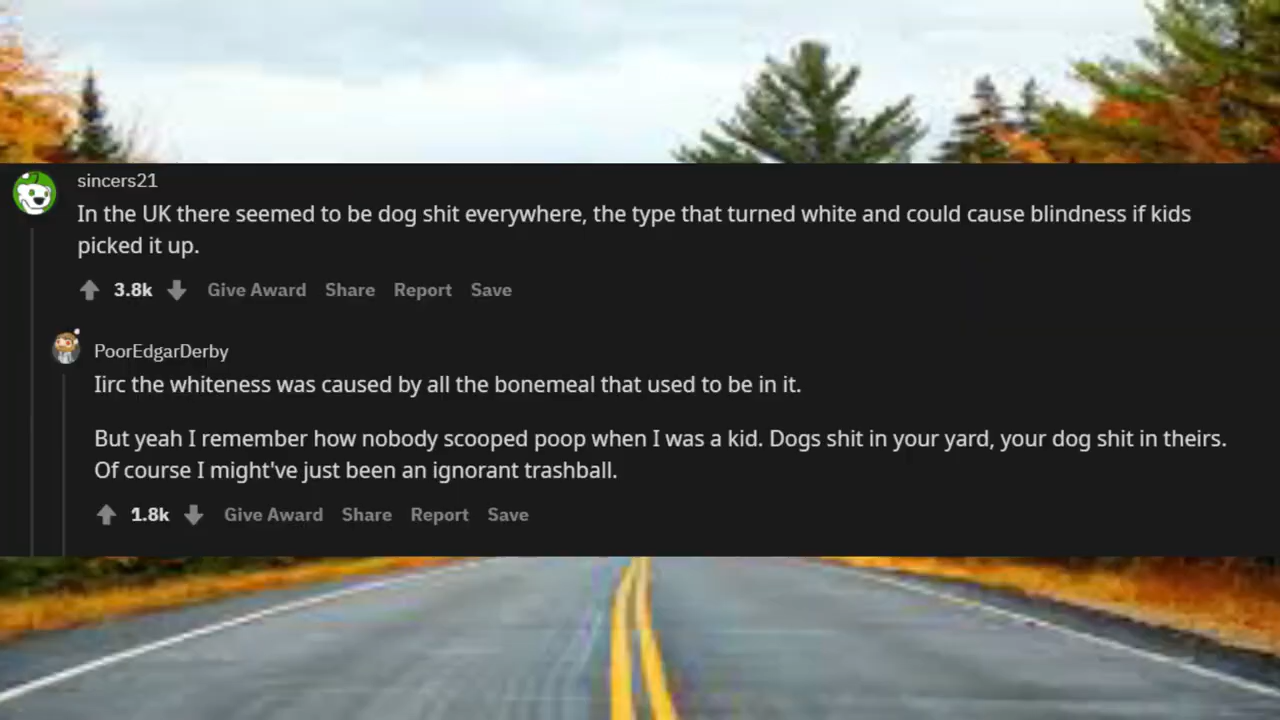 sincers21
In the UK there seemed to be dog shit everywhere, the type that turned white and could cause blindness if kids
picked it up.
3.8k Give Award Share Report Save
PoorEdgarDerby
Iirc the whiteness was caused by all the bonemeal that used to be in it.
But yeah I remember how nobody scooped poop when I was a kid. Dogs shit in your yard, your dog shit in theirs.
Of course I might've just been an ignorant trashball.
1.8k Give Award Share Report Save